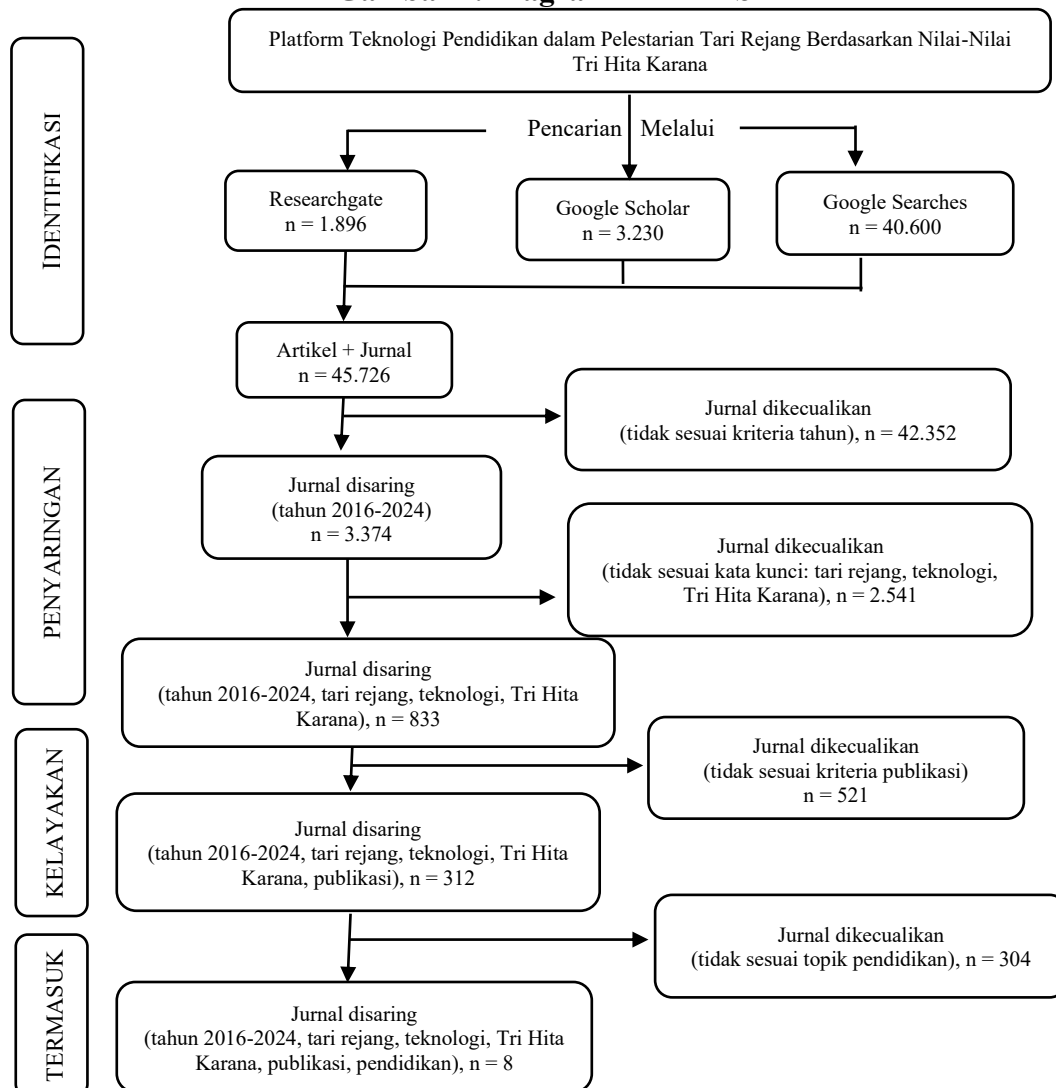 Platform Teknologi Pendidikan dalam Pelestarian Tari Rejang Berdasarkan Nilai-Nilai
Tri Hita Karana
IDENTIFIKASI
Pencarian Melalui
Researchgate
n = 1.896
Google Scholar
n = 3.230
Google Searches
n = 40.600
Artikel + Jurnal
n = 45.726
PENYARINGAN
Jurnal dikecualikan
(tidak sesuai kriteria tahun), n = 42.352
Jurnal disaring
(tahun 2016-2024)
n = 3.374
Jurnal dikecualikan
(tidak sesuai kata kunci: tari rejang, teknologi,
Tri Hita Karana), n = 2.541
Jurnal disaring
(tahun 2016-2024, tari rejang, teknologi, Tri Hita
Karana), n = 833
KELAYAKAN
Jurnal dikecualikan
(tidak sesuai kriteria publikasi)
n = 521
Jurnal disaring
(tahun 2016-2024, tari rejang, teknologi, Tri Hita
Karana, publikasi), n = 312
TERMASUK
Jurnal dikecualikan
(tidak sesuai topik pendidikan), n = 304
Jurnal disaring
(tahun 2016-2024, tari rejang, teknologi, Tri Hita
Karana, publikasi, pendidikan), n = 8